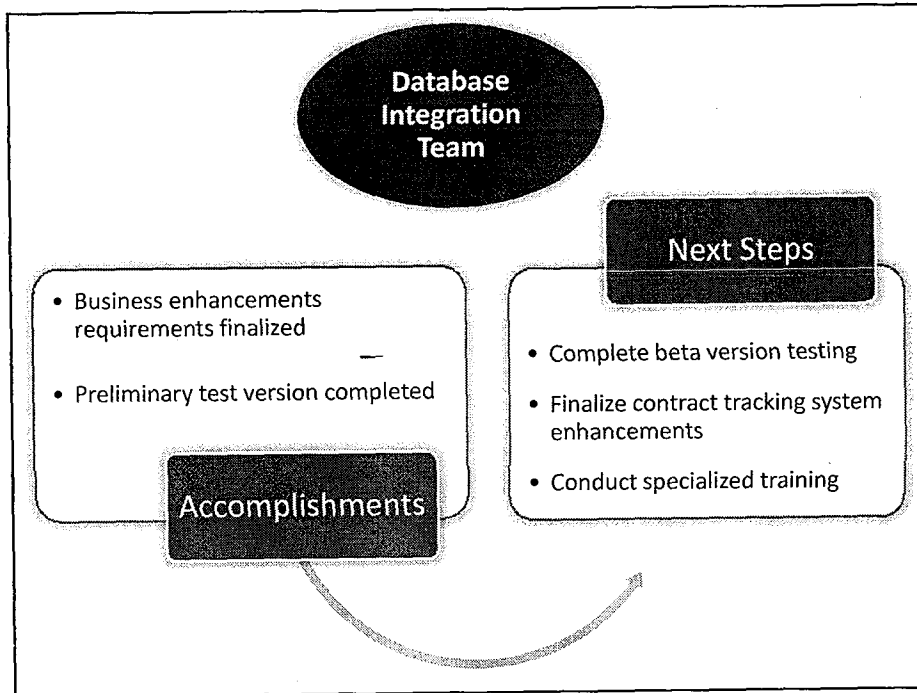 Database
Integration
Team
• Business enhancements
requirements finalized
• Preliminary test version completed
Accomplishments
Next Steps
• Complete beta version testing
• Finalize contract tracking system
enhancements
• Conduct specialized training